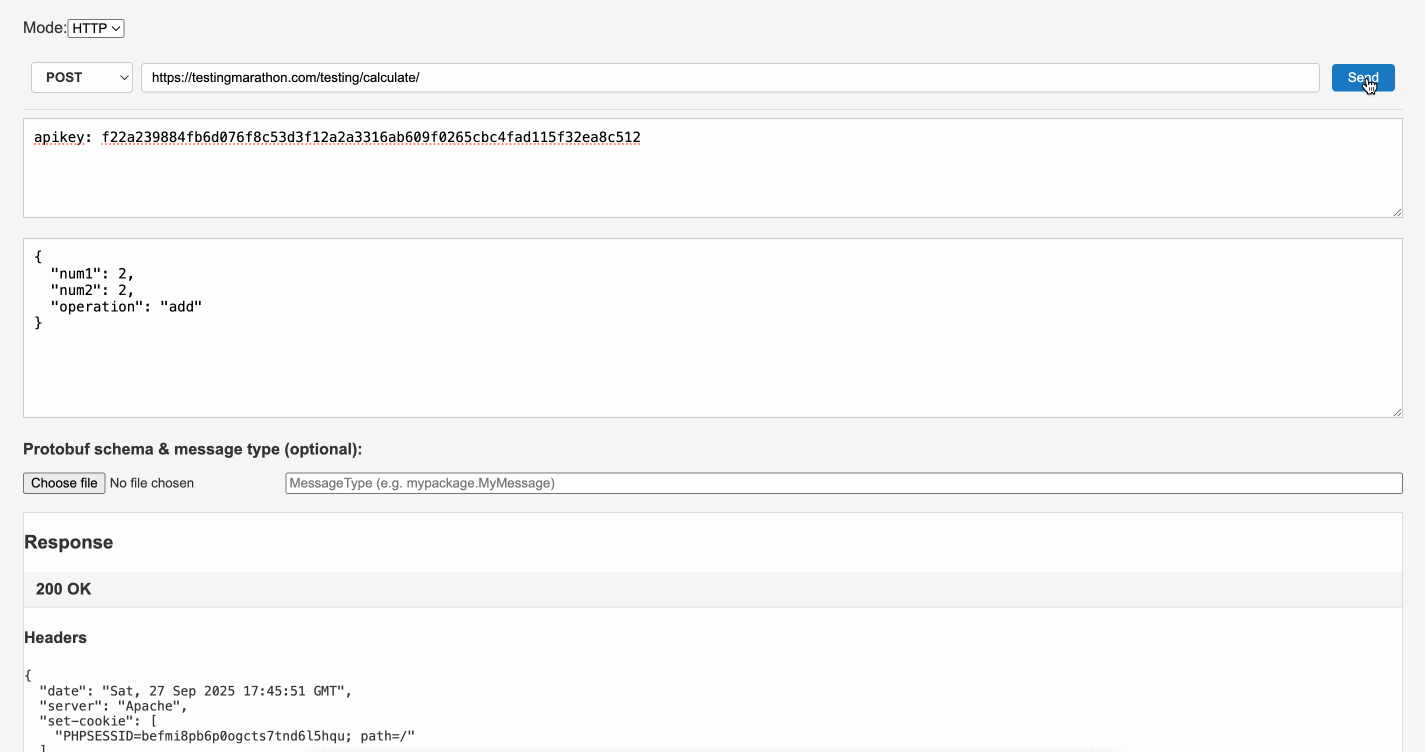 Mode: HTTP
POST https://testingmarathon.com/testing/calculate/ Send
apikey: f22a239884fb6d076f8c53d3f12a2a3316ab609f0265cbc4fad115f32ea8c512
{
"num1": 2,
"num2": 2,
"operation": "add"
}
Protobuf schema & message type (optional):
Choose file No file chosen MessageType (e.g. mypackage.MyMessage)
Response
200 OK
Headers
{
"date": "Sat, 27 Sep 2025 17:45:51 GMT",
"server": "Apache",
"set-cookie": [
"PHPSESSID=befmi8pb6p0ogcts7tnd6l5hqu; path=/"
]